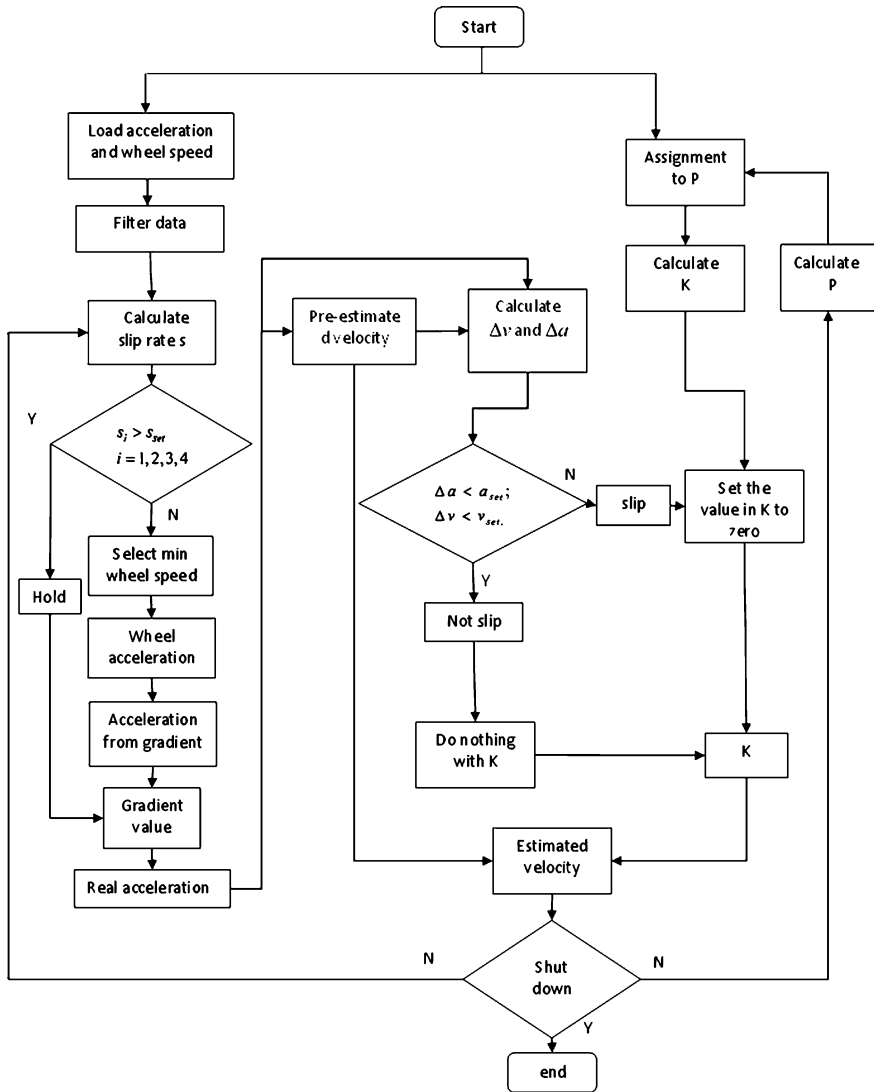 Start
Load acceleration
and wheel speed
Filter data
Calculate
slip rate s
Y
s_i > s_set
i = 1, 2, 3, 4
N
Select min
wheel speed
Hold
Wheel
acceleration
Acceleration
from gradient
Gradient
value
Real acceleration
Pre-estimate
d velocity
Calculate
Δv and Δa
Δa < a_set;
Δv < v_set.
N
slip
Y
Not slip
Do nothing
with K
Assignment
to P
Calculate
K
Calculate
P
Set the
value in K to
zero
K
Estimated
velocity
N
Shut
down
N
Y
end